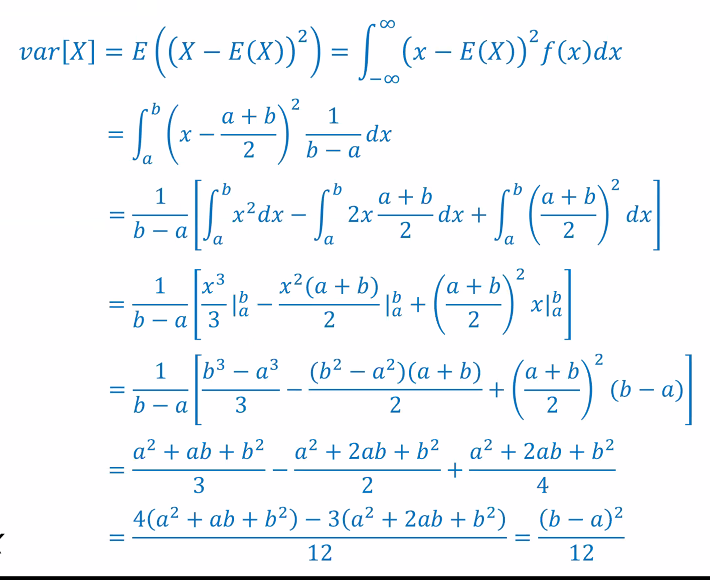 var[X] = E((X − E(X))²) = ∫_{−∞}^{∞} (x − E(X))² f(x)dx
= ∫_a^b (x − (a + b)/2)² 1/(b − a) dx
= 1/(b − a) [∫_a^b x²dx − ∫_a^b 2x (a + b)/2 dx + ∫_a^b ((a + b)/2)² dx]
= 1/(b − a) [x³/3 |_a^b − x²(a + b)/2 |_a^b + ((a + b)/2)² x|_a^b]
= 1/(b − a) [(b³ − a³)/3 − (b² − a²)(a + b)/2 + ((a + b)/2)² (b − a)]
= (a² + ab + b²)/3 − (a² + 2ab + b²)/2 + (a² + 2ab + b²)/4
= (4(a² + ab + b²) − 3(a² + 2ab + b²))/12 = (b − a)²/12